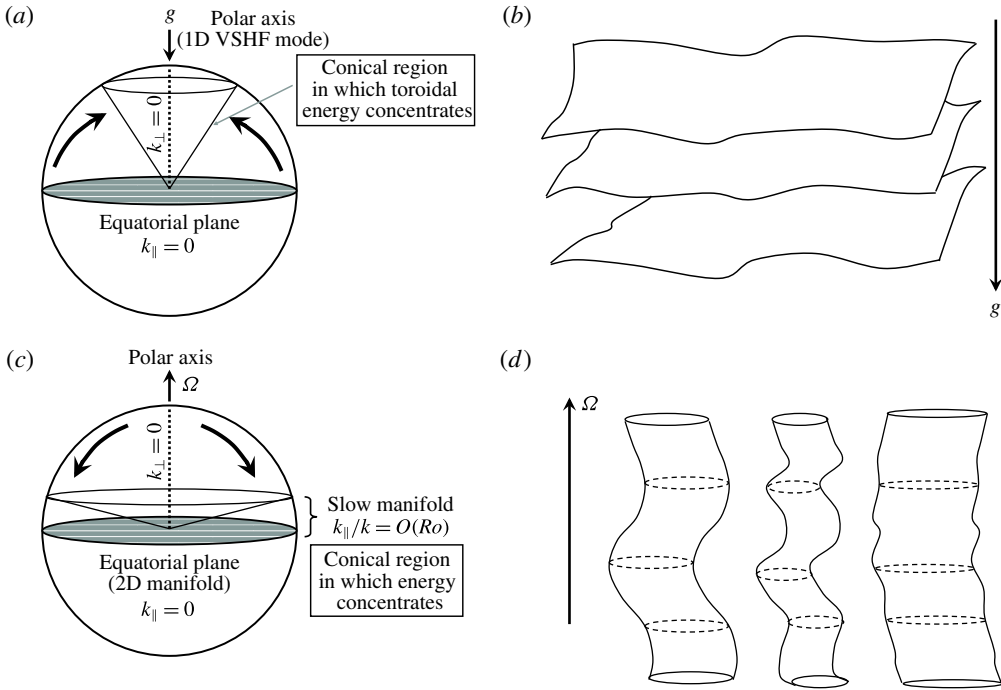 (a)
g
Polar axis
(1D VSHF mode)
Conical region
in which toroidal
energy concentrates
k⊥ = 0
Equatorial plane
k∥ = 0
(b)
g
(c)
Polar axis
Ω
k⊥ = 0
Slow manifold
k∥/k = O(Ro)
Equatorial plane
(2D manifold)
k∥ = 0
Conical region
in which energy
concentrates
(d)
Ω